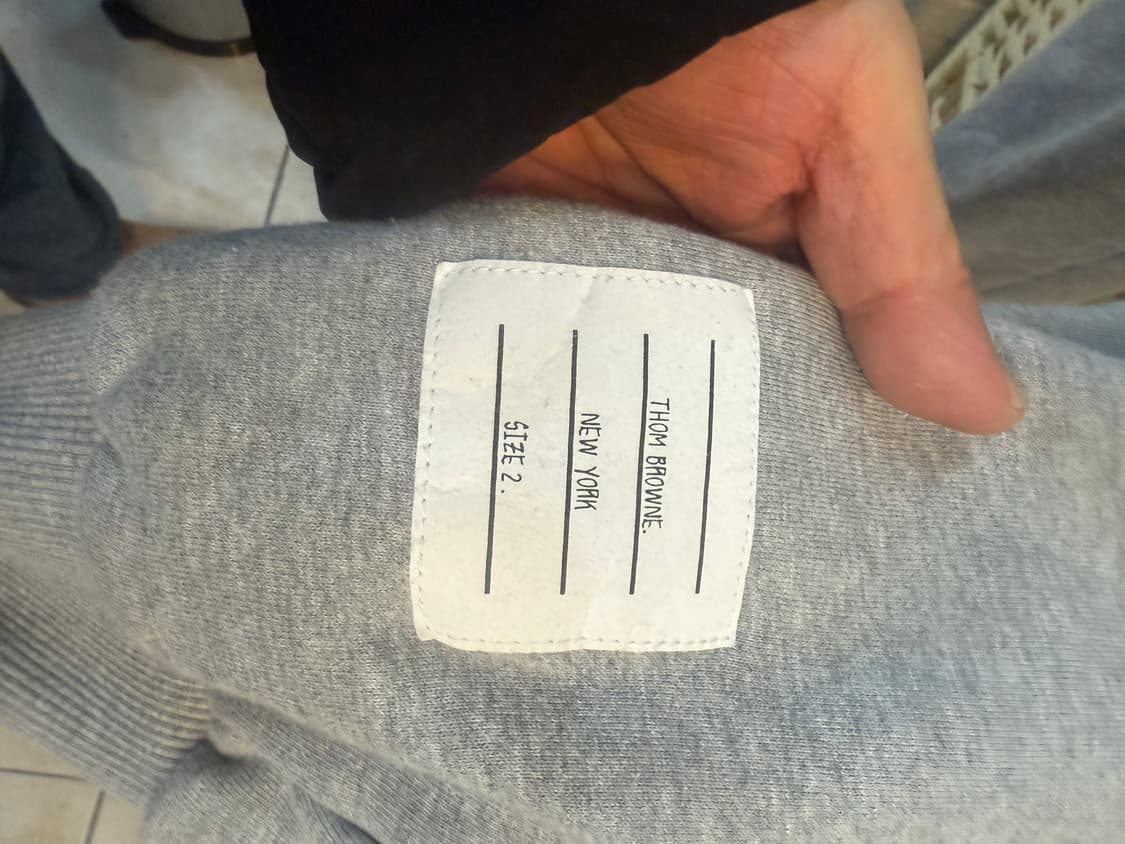 THOM BROWNE.
NEW YORK
SIZE 2.